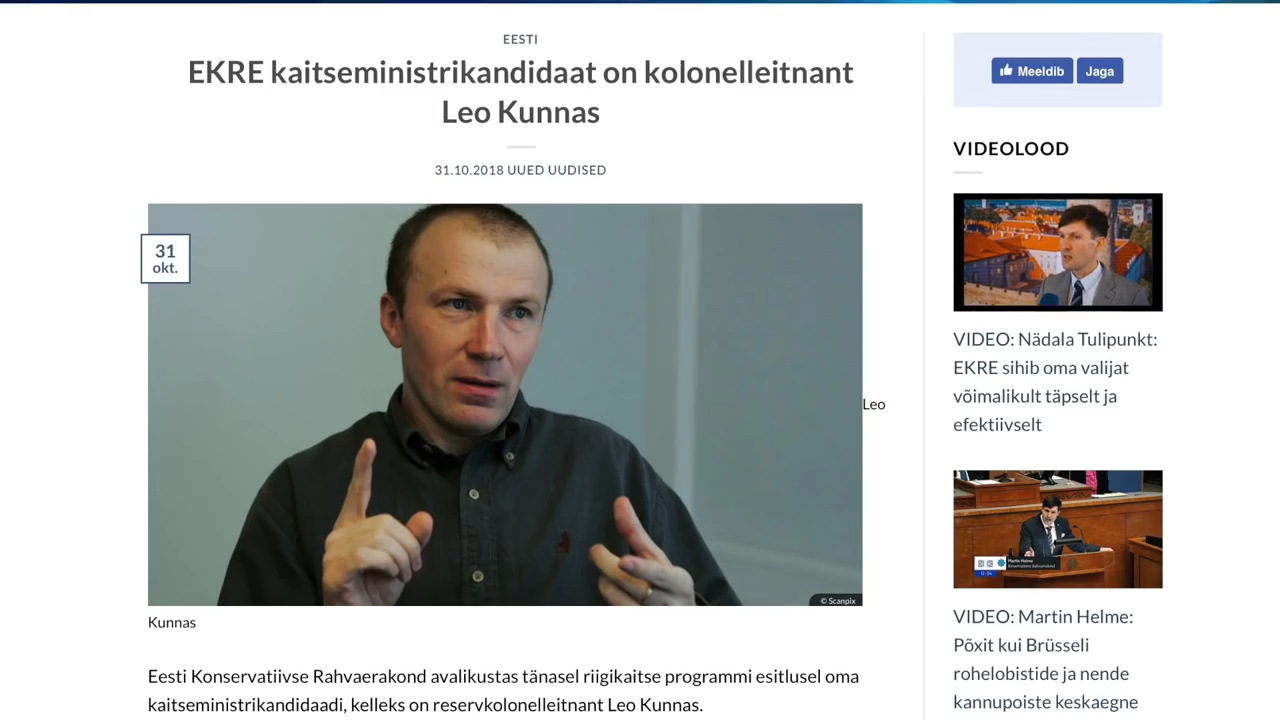 EESTI
EKRE kaitseministrikandidaat on kolonelleitnant
Leo Kunnas
31.10.2018 UUED UUDISED
31
okt.
© Scanpix
Leo
Kunnas
Eesti Konservatiivse Rahvaerakond avalikustas tänasel riigikaitse programmi esitlusel oma
kaitseministrikandidaadi, kelleks on reservkolonelleitnant Leo Kunnas.
Meeldib
Jaga
VIDEOLOOD
VIDEO: Nädala Tulipunkt:
EKRE sihib oma valijat
võimalikult täpselt ja
efektiivselt
Martin Helme
VIDEO: Martin Helme:
Põxit kui Brüsseli
rohelobistide ja nende
kannupoiste keskaegne